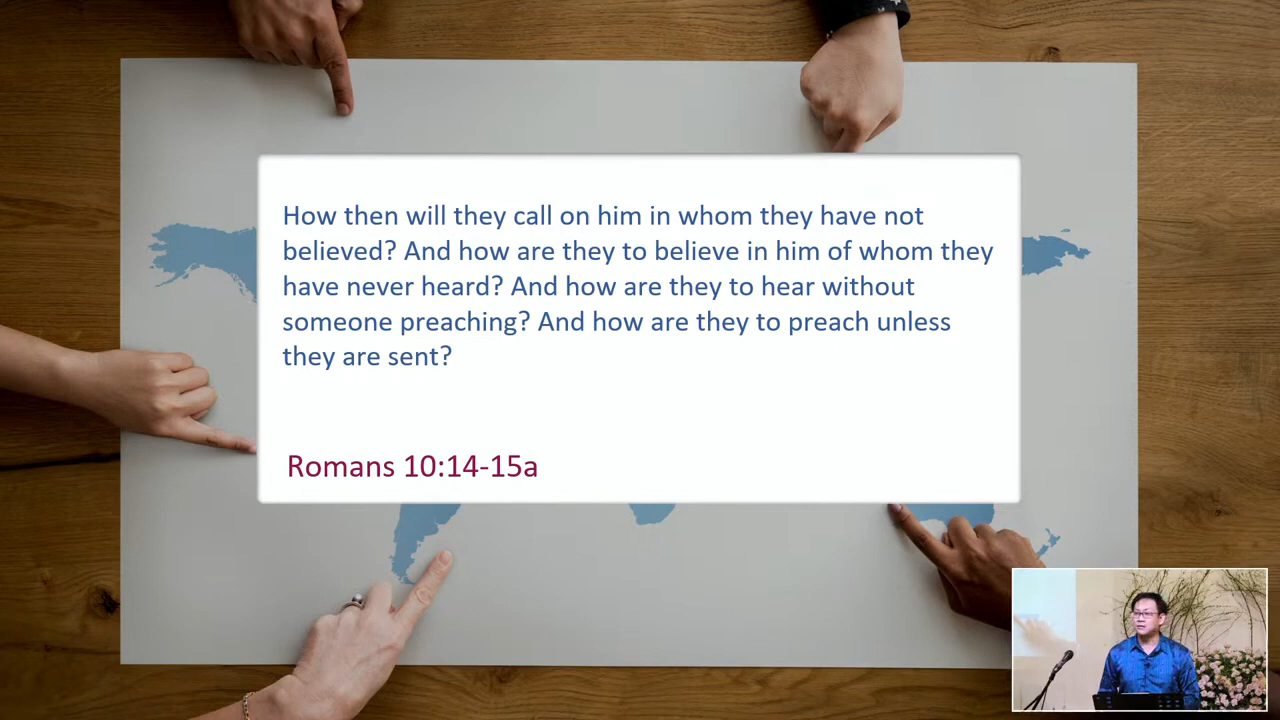 How then will they call on him in whom they have not
believed? And how are they to believe in him of whom they
have never heard? And how are they to hear without
someone preaching? And how are they to preach unless
they are sent?
Romans 10:14-15a